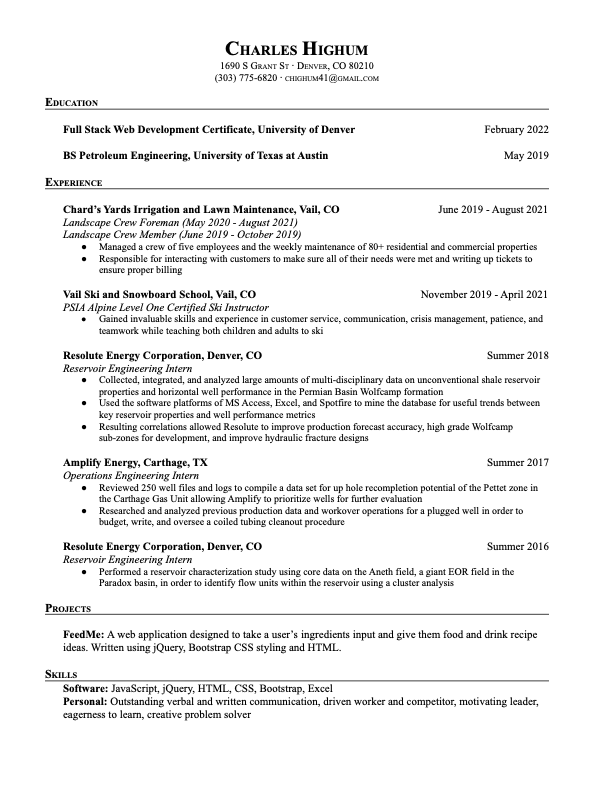 Charles Highum
1690 S Grant St · Denver, CO 80210
(303) 775-6820 · chighum41@gmail.com
Education
Full Stack Web Development Certificate, University of Denver February 2022
BS Petroleum Engineering, University of Texas at Austin May 2019
Experience
Chard's Yards Irrigation and Lawn Maintenance, Vail, CO June 2019 - August 2021
Landscape Crew Foreman (May 2020 - August 2021)
Landscape Crew Member (June 2019 - October 2019)
● Managed a crew of five employees and the weekly maintenance of 80+ residential and commercial properties
● Responsible for interacting with customers to make sure all of their needs were met and writing up tickets to
ensure proper billing
Vail Ski and Snowboard School, Vail, CO November 2019 - April 2021
PSIA Alpine Level One Certified Ski Instructor
● Gained invaluable skills and experience in customer service, communication, crisis management, patience, and
teamwork while teaching both children and adults to ski
Resolute Energy Corporation, Denver, CO Summer 2018
Reservoir Engineering Intern
● Collected, integrated, and analyzed large amounts of multi-disciplinary data on unconventional shale reservoir
properties and horizontal well performance in the Permian Basin Wolfcamp formation
● Used the software platforms of MS Access, Excel, and Spotfire to mine the database for useful trends between
key reservoir properties and well performance metrics
● Resulting correlations allowed Resolute to improve production forecast accuracy, high grade Wolfcamp
sub-zones for development, and improve hydraulic fracture designs
Amplify Energy, Carthage, TX Summer 2017
Operations Engineering Intern
● Reviewed 250 well files and logs to compile a data set for up hole recompletion potential of the Pettet zone in
the Carthage Gas Unit allowing Amplify to prioritize wells for further evaluation
● Researched and analyzed previous production data and workover operations for a plugged well in order to
budget, write, and oversee a coiled tubing cleanout procedure
Resolute Energy Corporation, Denver, CO Summer 2016
Reservoir Engineering Intern
● Performed a reservoir characterization study using core data on the Aneth field, a giant EOR field in the
Paradox basin, in order to identify flow units within the reservoir using a cluster analysis
Projects
FeedMe: A web application designed to take a user's ingredients input and give them food and drink recipe
ideas. Written using jQuery, Bootstrap CSS styling and HTML.
Skills
Software: JavaScript, jQuery, HTML, CSS, Bootstrap, Excel
Personal: Outstanding verbal and written communication, driven worker and competitor, motivating leader,
eagerness to learn, creative problem solver